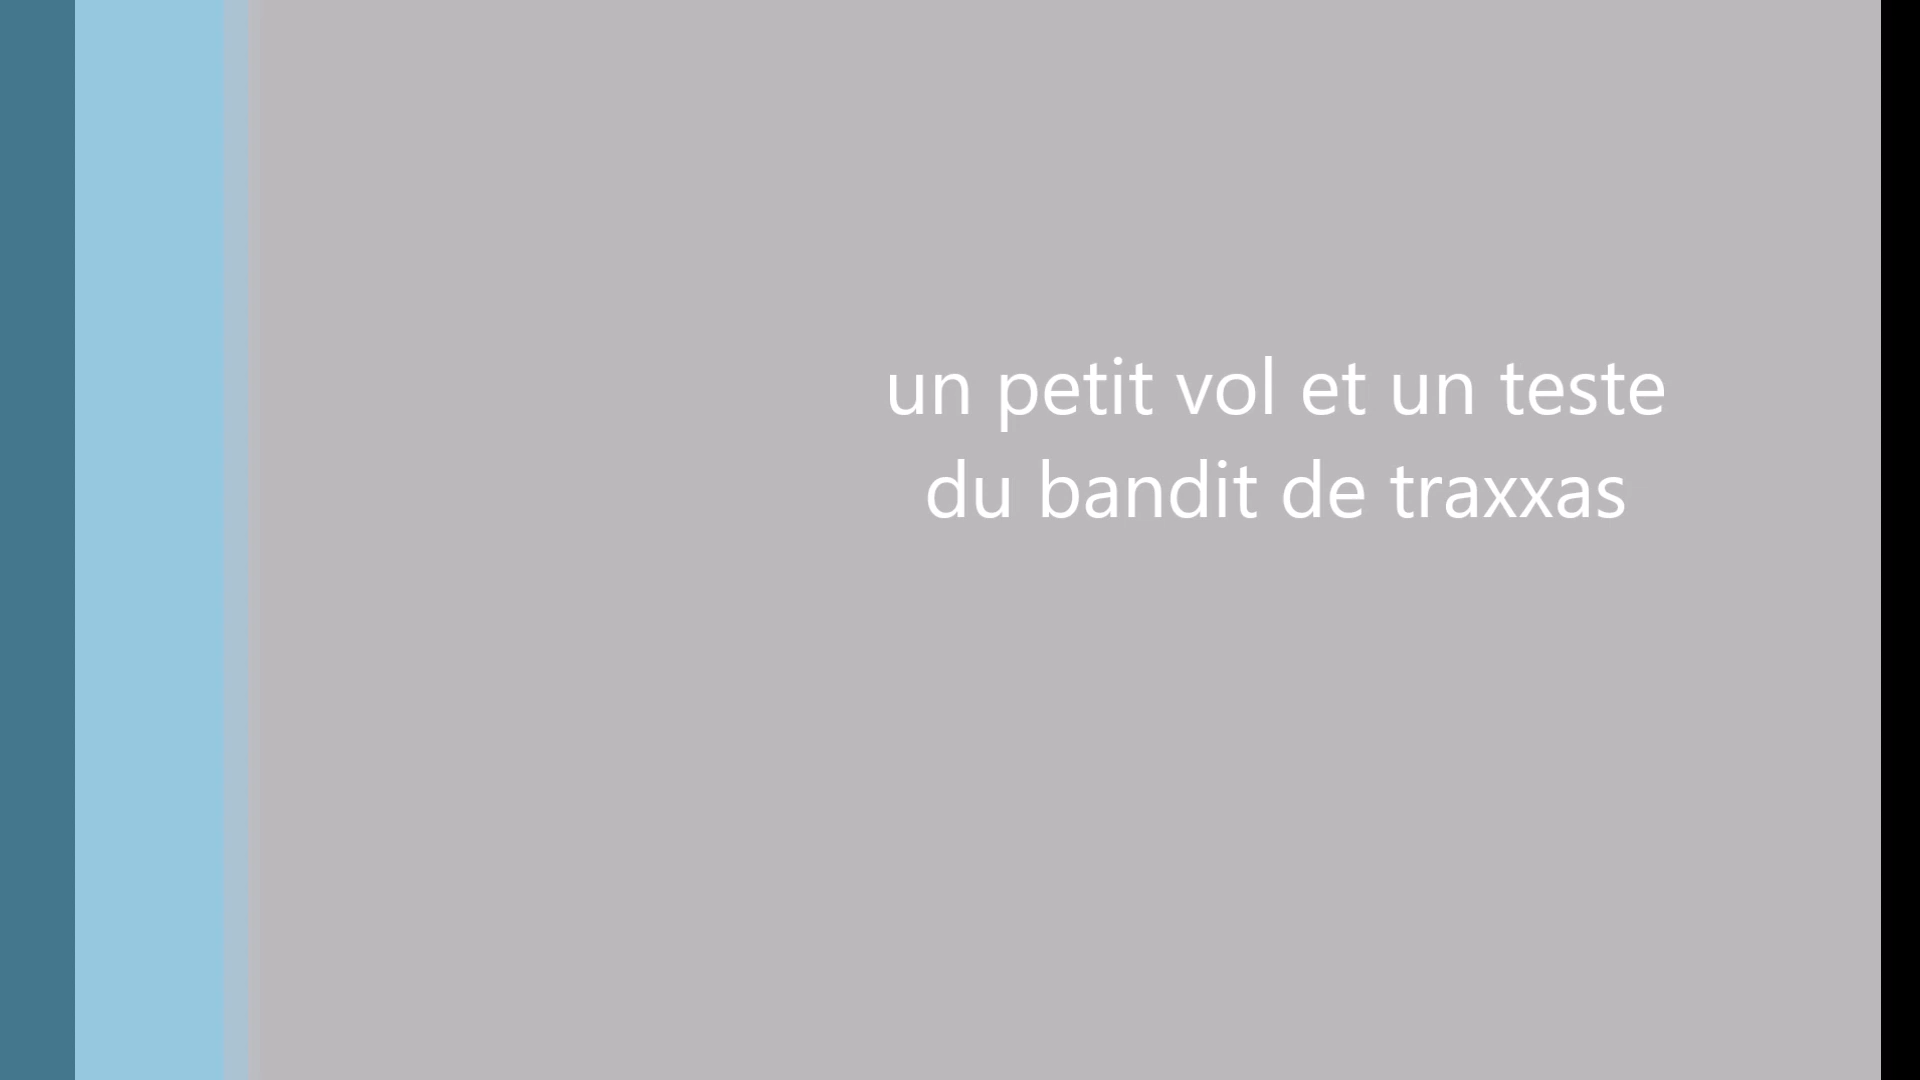 un petit vol et un teste
du bandit de traxxas